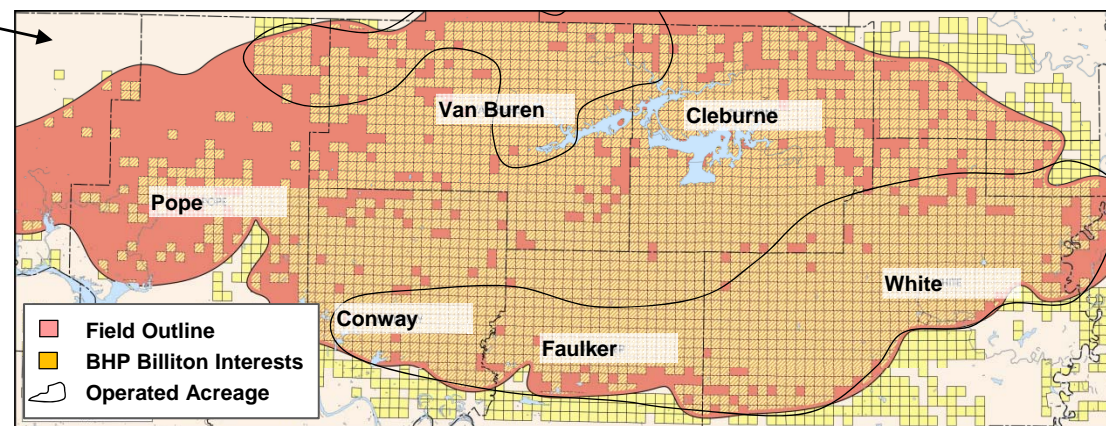 Van Buren
Cleburne
Pope
White
Conway
Faulker
Field Outline
BHP Billiton Interests
Operated Acreage